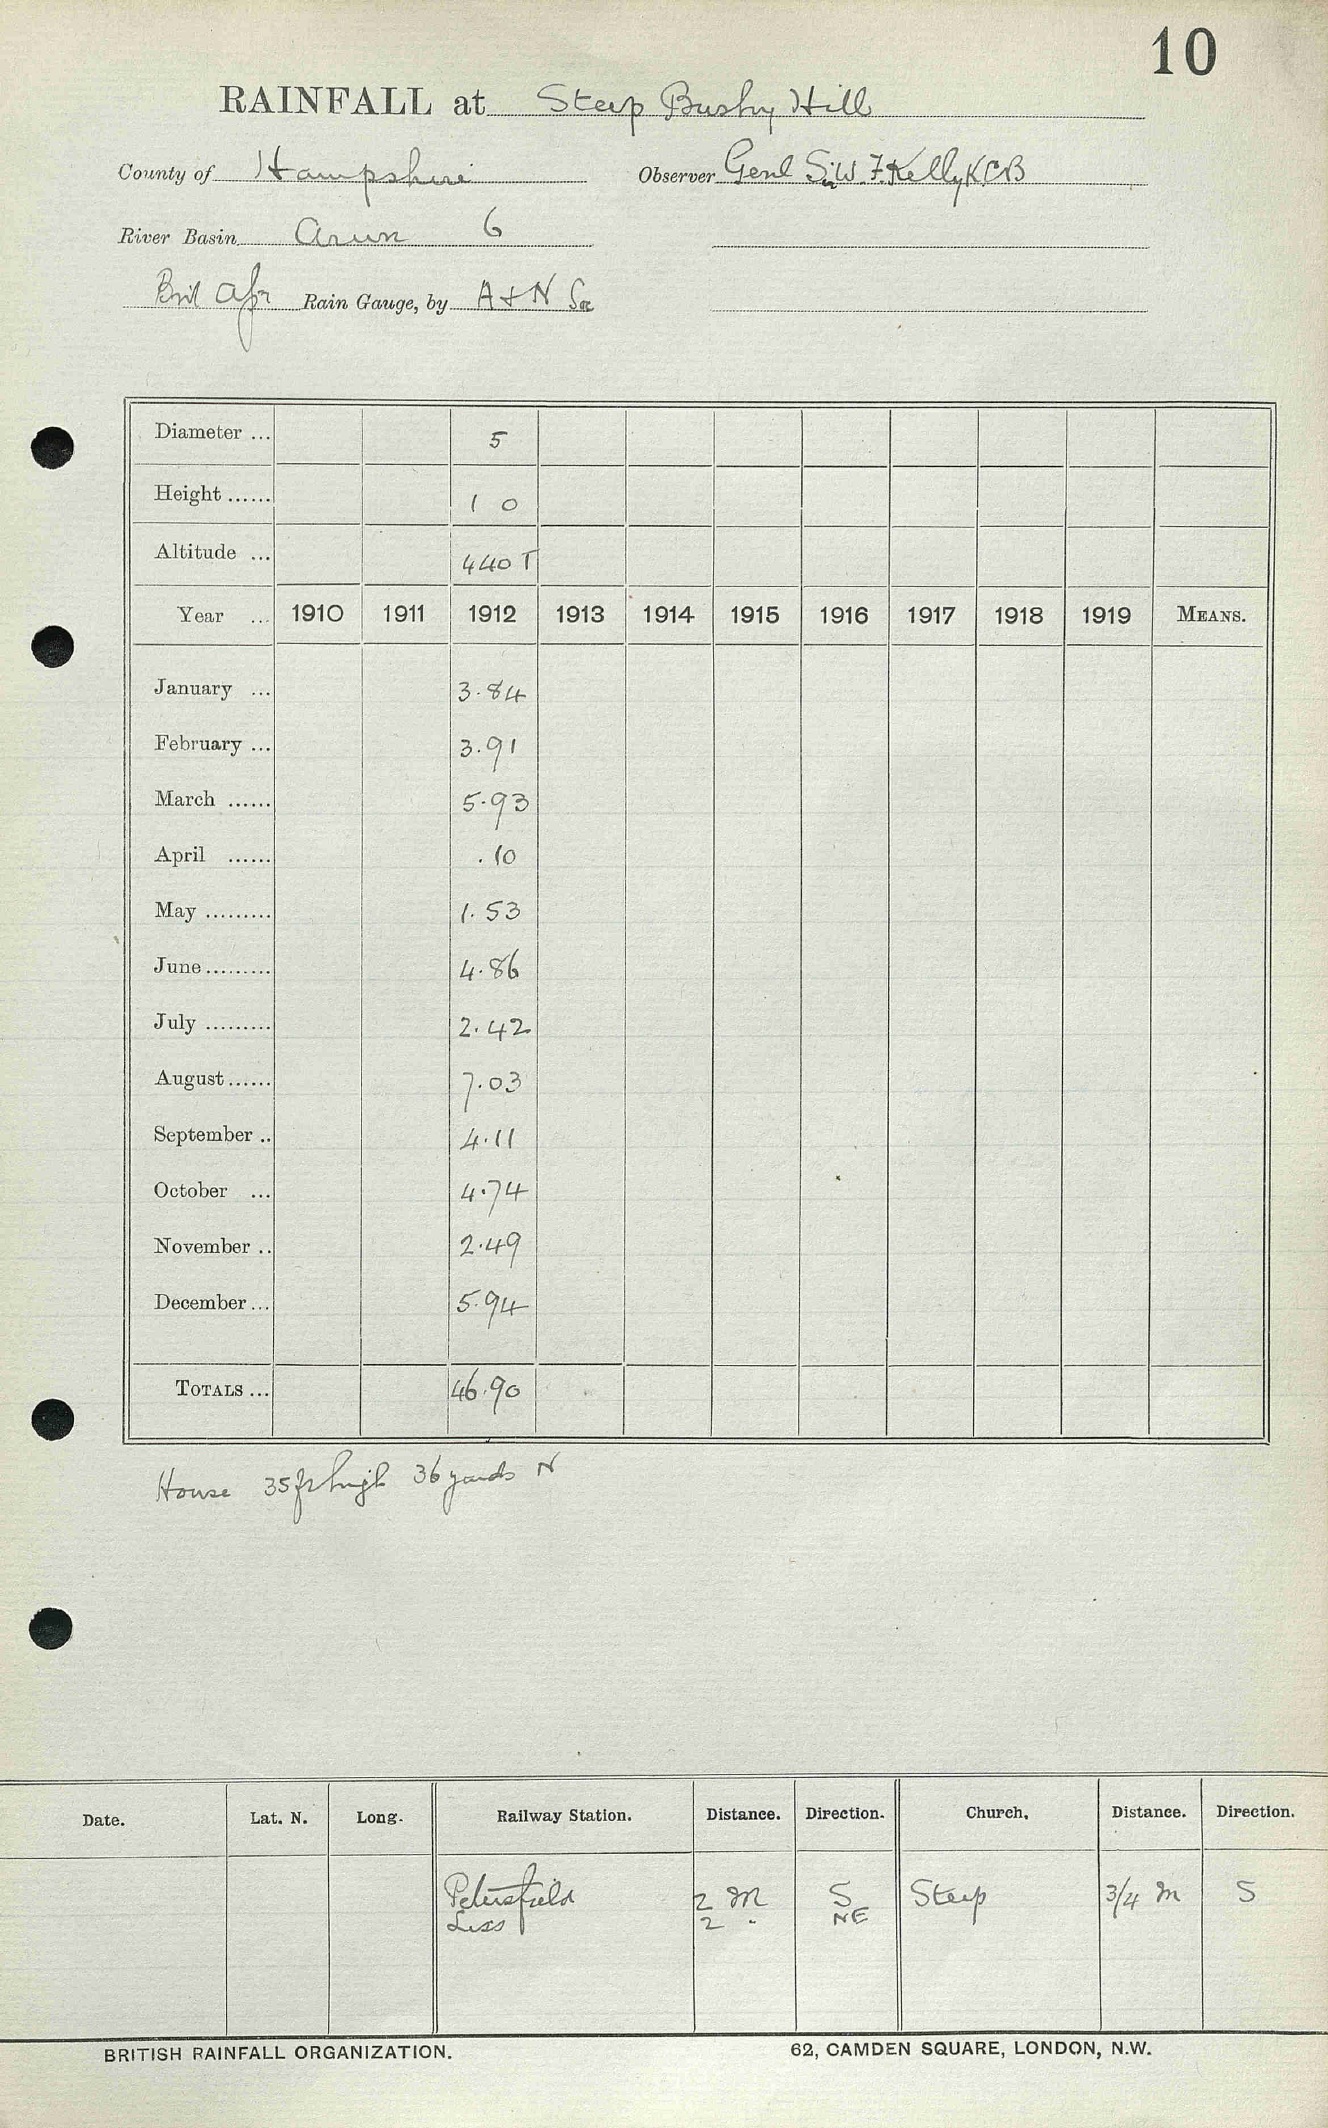 10
RAINFALL at Steep Bushy Hill
County of Hampshire Observer Genl Sir W. F. Kelly, KCB
River Basin Arun 6
Rain Gauge, by A & N Soc
Diameter ... 5
Height ...... 1 0
Altitude ... 440 T
Year ... 1910 1911 1912 1913 1914 1915 1916 1917 1918 1919 MEANS.
January ... 3.84
February ... 3.91
March ...... 5.93
April ...... .10
May ......... 1.53
June ......... 4.86
July ......... 2.42
August ...... 7.03
September .. 4.11
October ... 4.74
November .. 2.49
December ... 5.94
TOTALS ... 46.90
House 35 ft high 36 yards N
Date. Lat. N. Long. Railway Station. Distance. Direction. Church. Distance. Direction.
Petersfield 2 M S Steep 3/4 M S
Liss 2 " NE
BRITISH RAINFALL ORGANIZATION. 62, CAMDEN SQUARE, LONDON, N.W.